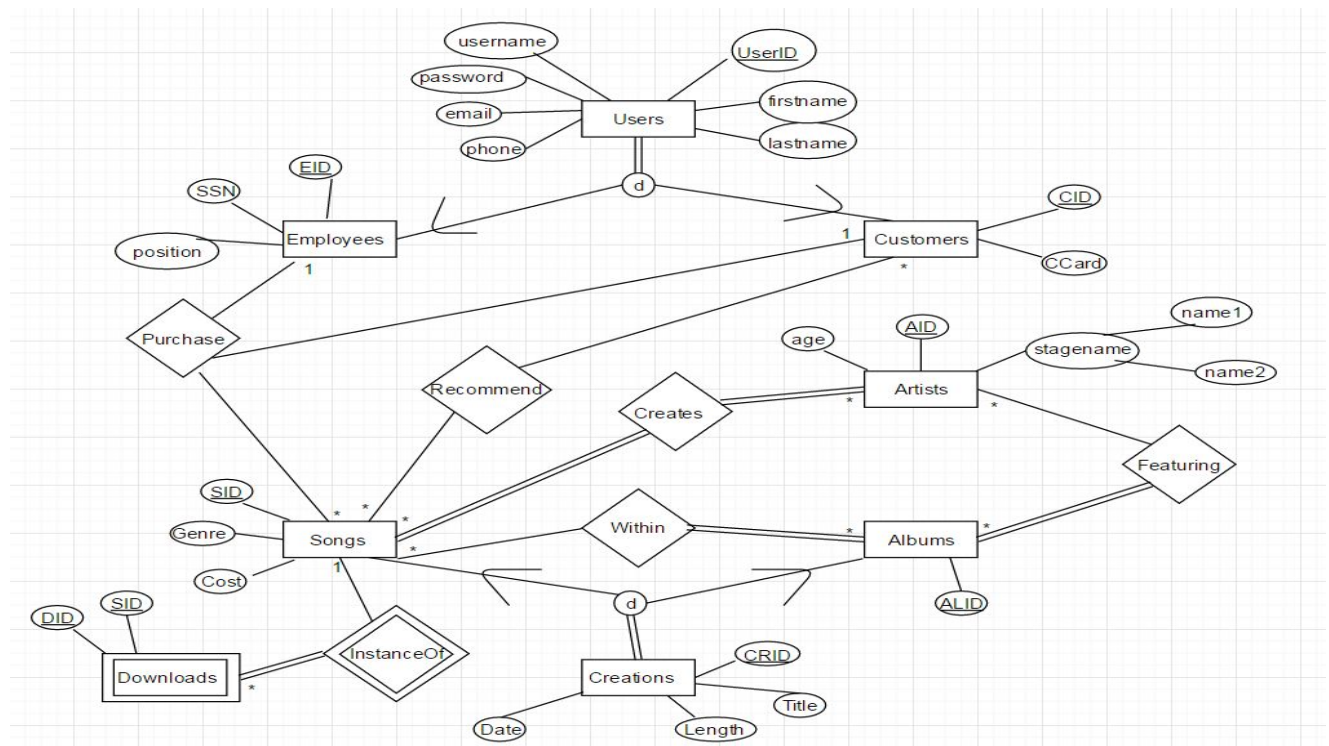 username
UserID
password
firstname
email
Users
lastname
phone
d
EID
SSN
CID
Employees
1
Customers
position
1
*
CCard
name1
AID
age
stagename
Purchase
name2
Recommend
Artists
Creates
*
*
Featuring
SID
*
*
*
Genre
Songs
Within
*
*
Albums
*
1
Cost
DID
SID
d
ALID
InstanceOf
CRID
Downloads
*
Creations
Title
Date
Length